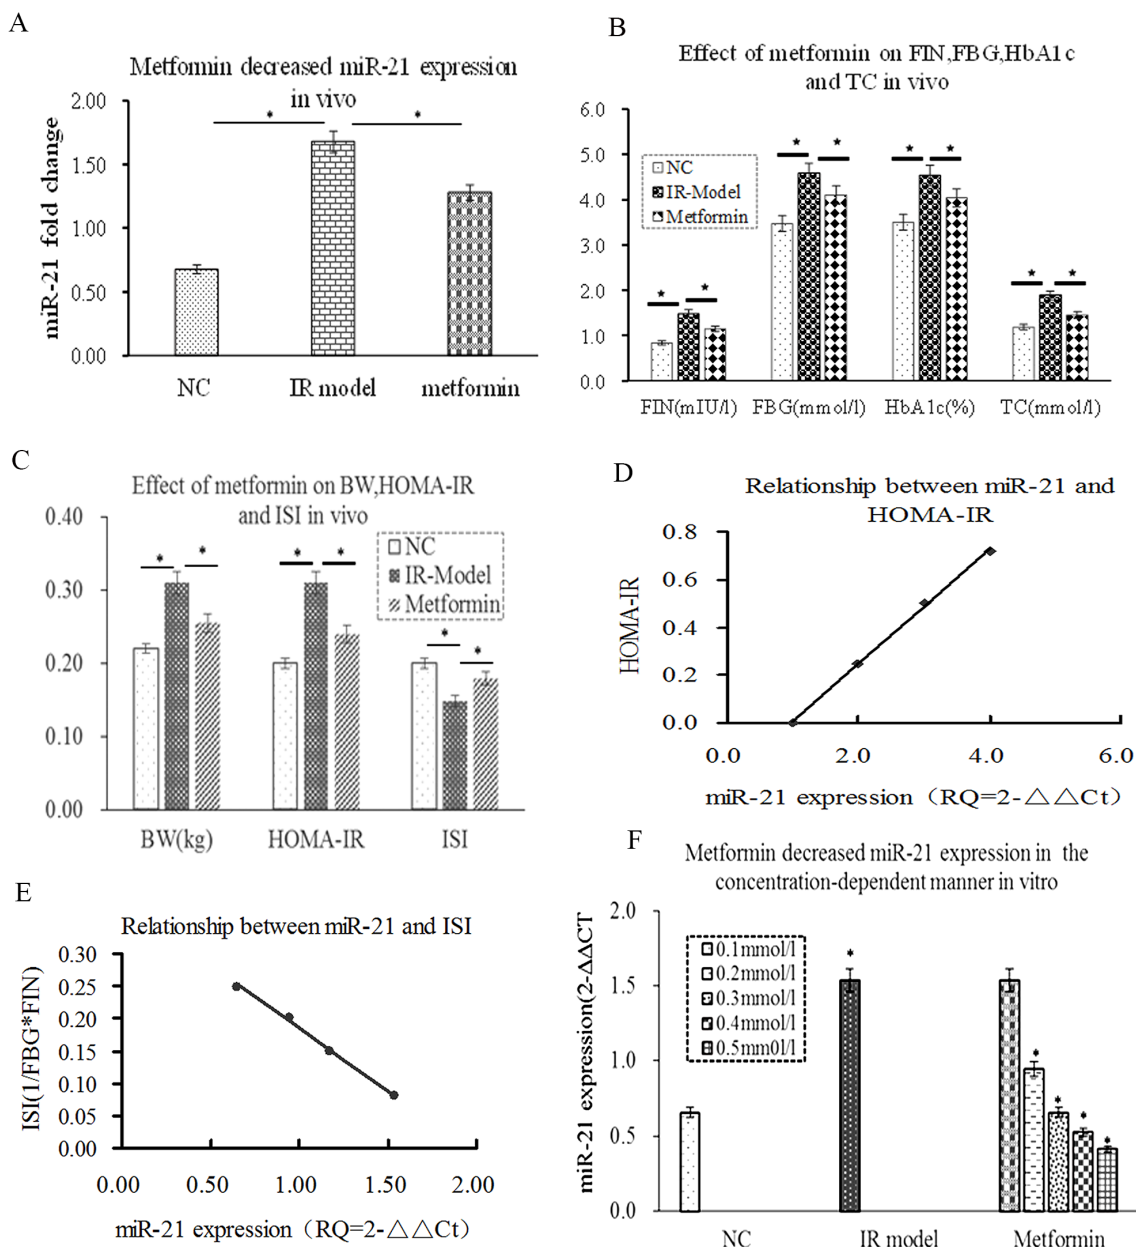 A
Metformin decreased miR-21 expression
in vivo
miR-21 fold change
2.00
1.50
1.00
0.50
0.00
*
*
NC
IR model
metformin
B
Effect of metformin on FIN,FBG,HbA1c
and TC in vivo
6.0
5.0
4.0
3.0
2.0
1.0
0.0
NC
IR-Model
Metformin
*
*
*
*
*
*
*
*
FIN(mIU/l)
FBG(mmol/l)
HbA1c(%)
TC(mmol/l)
C
Effect of metformin on BW,HOMA-IR
and ISI in vivo
0.40
0.30
0.20
0.10
0.00
NC
IR-Model
Metformin
*
*
*
*
*
*
BW(kg)
HOMA-IR
ISI
D
Relationship between miR-21 and
HOMA-IR
HOMA-IR
0.8
0.6
0.4
0.2
0.0
0.0
2.0
4.0
6.0
miR-21 expression（RQ=2-△△Ct）
E
Relationship between miR-21 and ISI
ISI(1/FBG*FIN)
0.30
0.25
0.20
0.15
0.10
0.05
0.00
0.00
0.50
1.00
1.50
2.00
miR-21 expression（RQ=2-△△Ct）
F
Metformin decreased miR-21 expression in the
concentration-dependent manner in vitro
miR-21 expression(2-ΔΔCT
2.0
1.5
1.0
0.5
0.0
0.1mmol/l
0.2mmol/l
0.3mmol/l
0.4mmol/l
0.5mm0l/l
*
*
*
*
*
NC
IR model
Metformin